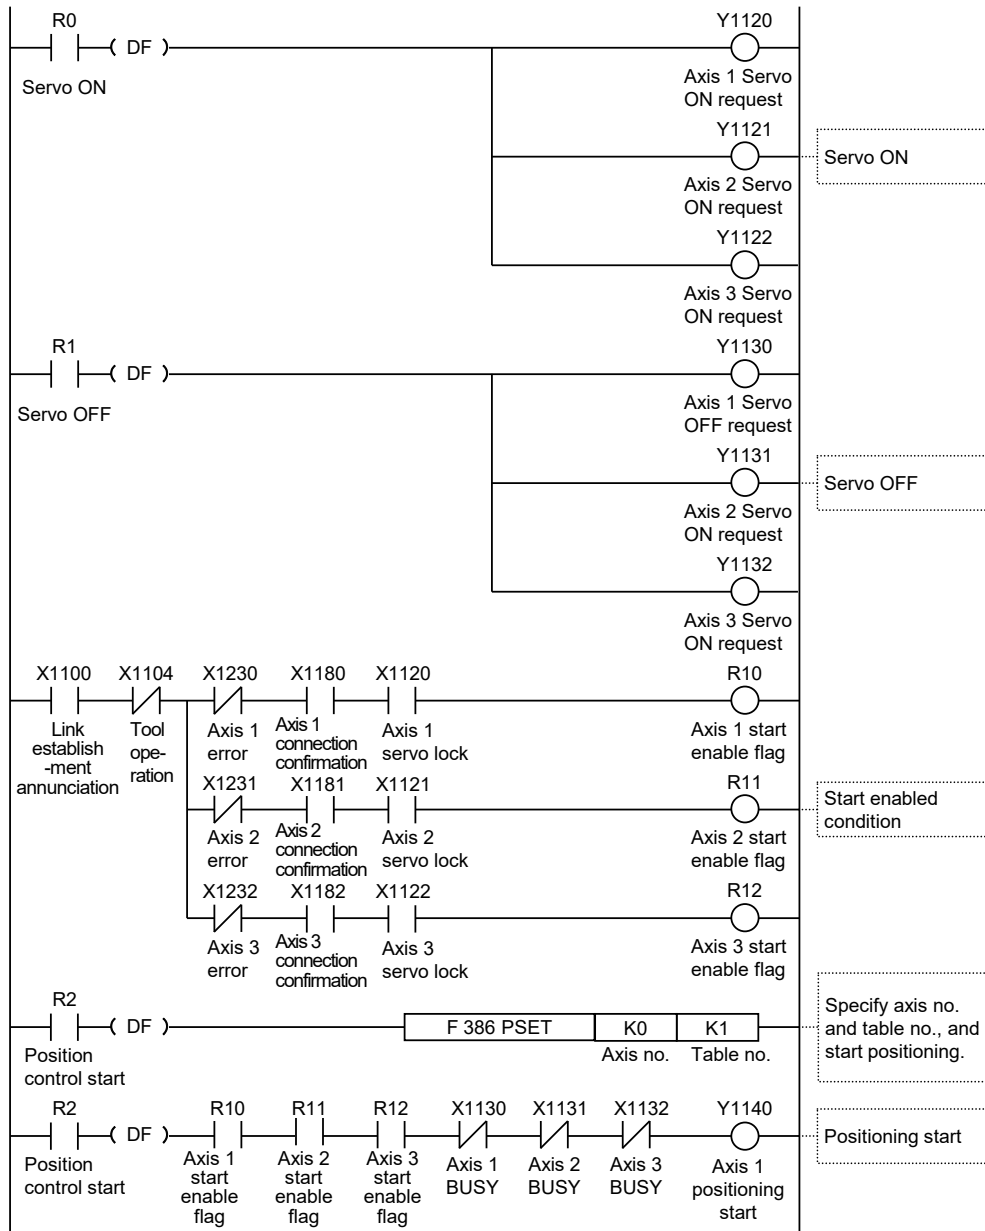 R0
Y1120
( DF )
Servo ON
Axis 1 Servo
ON request
Y1121
Servo ON
Axis 2 Servo
ON request
Y1122
Axis 3 Servo
ON request
R1
Y1130
( DF )
Servo OFF
Axis 1 Servo
OFF request
Y1131
Servo OFF
Axis 2 Servo
ON request
Y1132
Axis 3 Servo
ON request
X1100 X1104 X1230 X1180 X1120 R10
Link
establish
-ment
annunciation
Tool
ope-
ration
Axis 1
error
Axis 1
connection
confirmation
Axis 1
servo lock
Axis 1 start
enable flag
X1231 X1181 X1121 R11
Axis 2
error
Axis 2
connection
confirmation
Axis 2
servo lock
Axis 2 start
enable flag
Start enabled
condition
X1232 X1182 X1122 R12
Axis 3
error
Axis 3
connection
confirmation
Axis 3
servo lock
Axis 3 start
enable flag
R2
( DF )
F 386 PSET K0 K1
Position
control start
Axis no. Table no.
Specify axis no.
and table no., and
start positioning.
R2 R10 R11 R12 X1130 X1131 X1132 Y1140
( DF )
Position
control start
Axis 1
start
enable
flag
Axis 2
start
enable
flag
Axis 3
start
enable
flag
Axis 1
BUSY
Axis 2
BUSY
Axis 3
BUSY
Axis 1
positioning
start
Positioning start